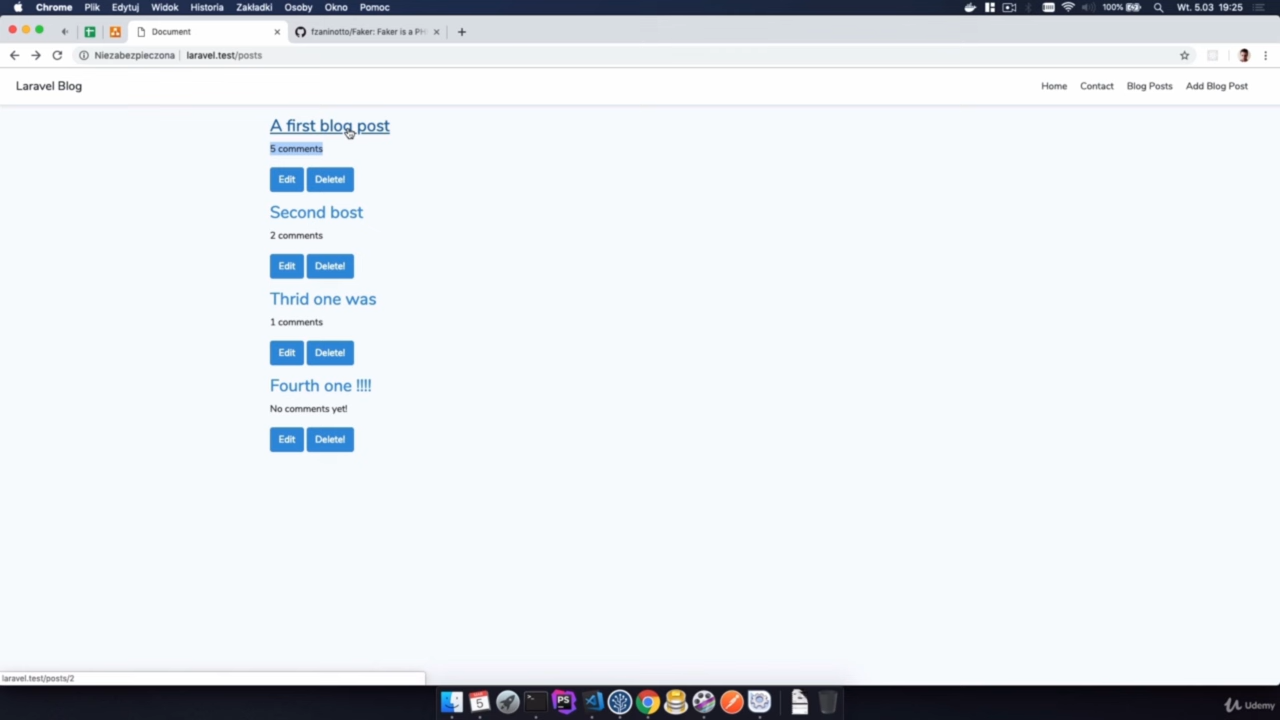 Chrome Plik Edytuj Widok Historia Zakładki Osoby Okno Pomoc 100% Wt. 5.03 19:25
Document fzaninotto/Faker: Faker is a PH
Niezabezpieczona laravel.test/posts
Laravel Blog Home Contact Blog Posts Add Blog Post
A first blog post
5 comments
Edit Delete!
Second bost
2 comments
Edit Delete!
Thrid one was
1 comments
Edit Delete!
Fourth one !!!!
No comments yet!
Edit Delete!
laravel.test/posts/2
5 PS
Udemy